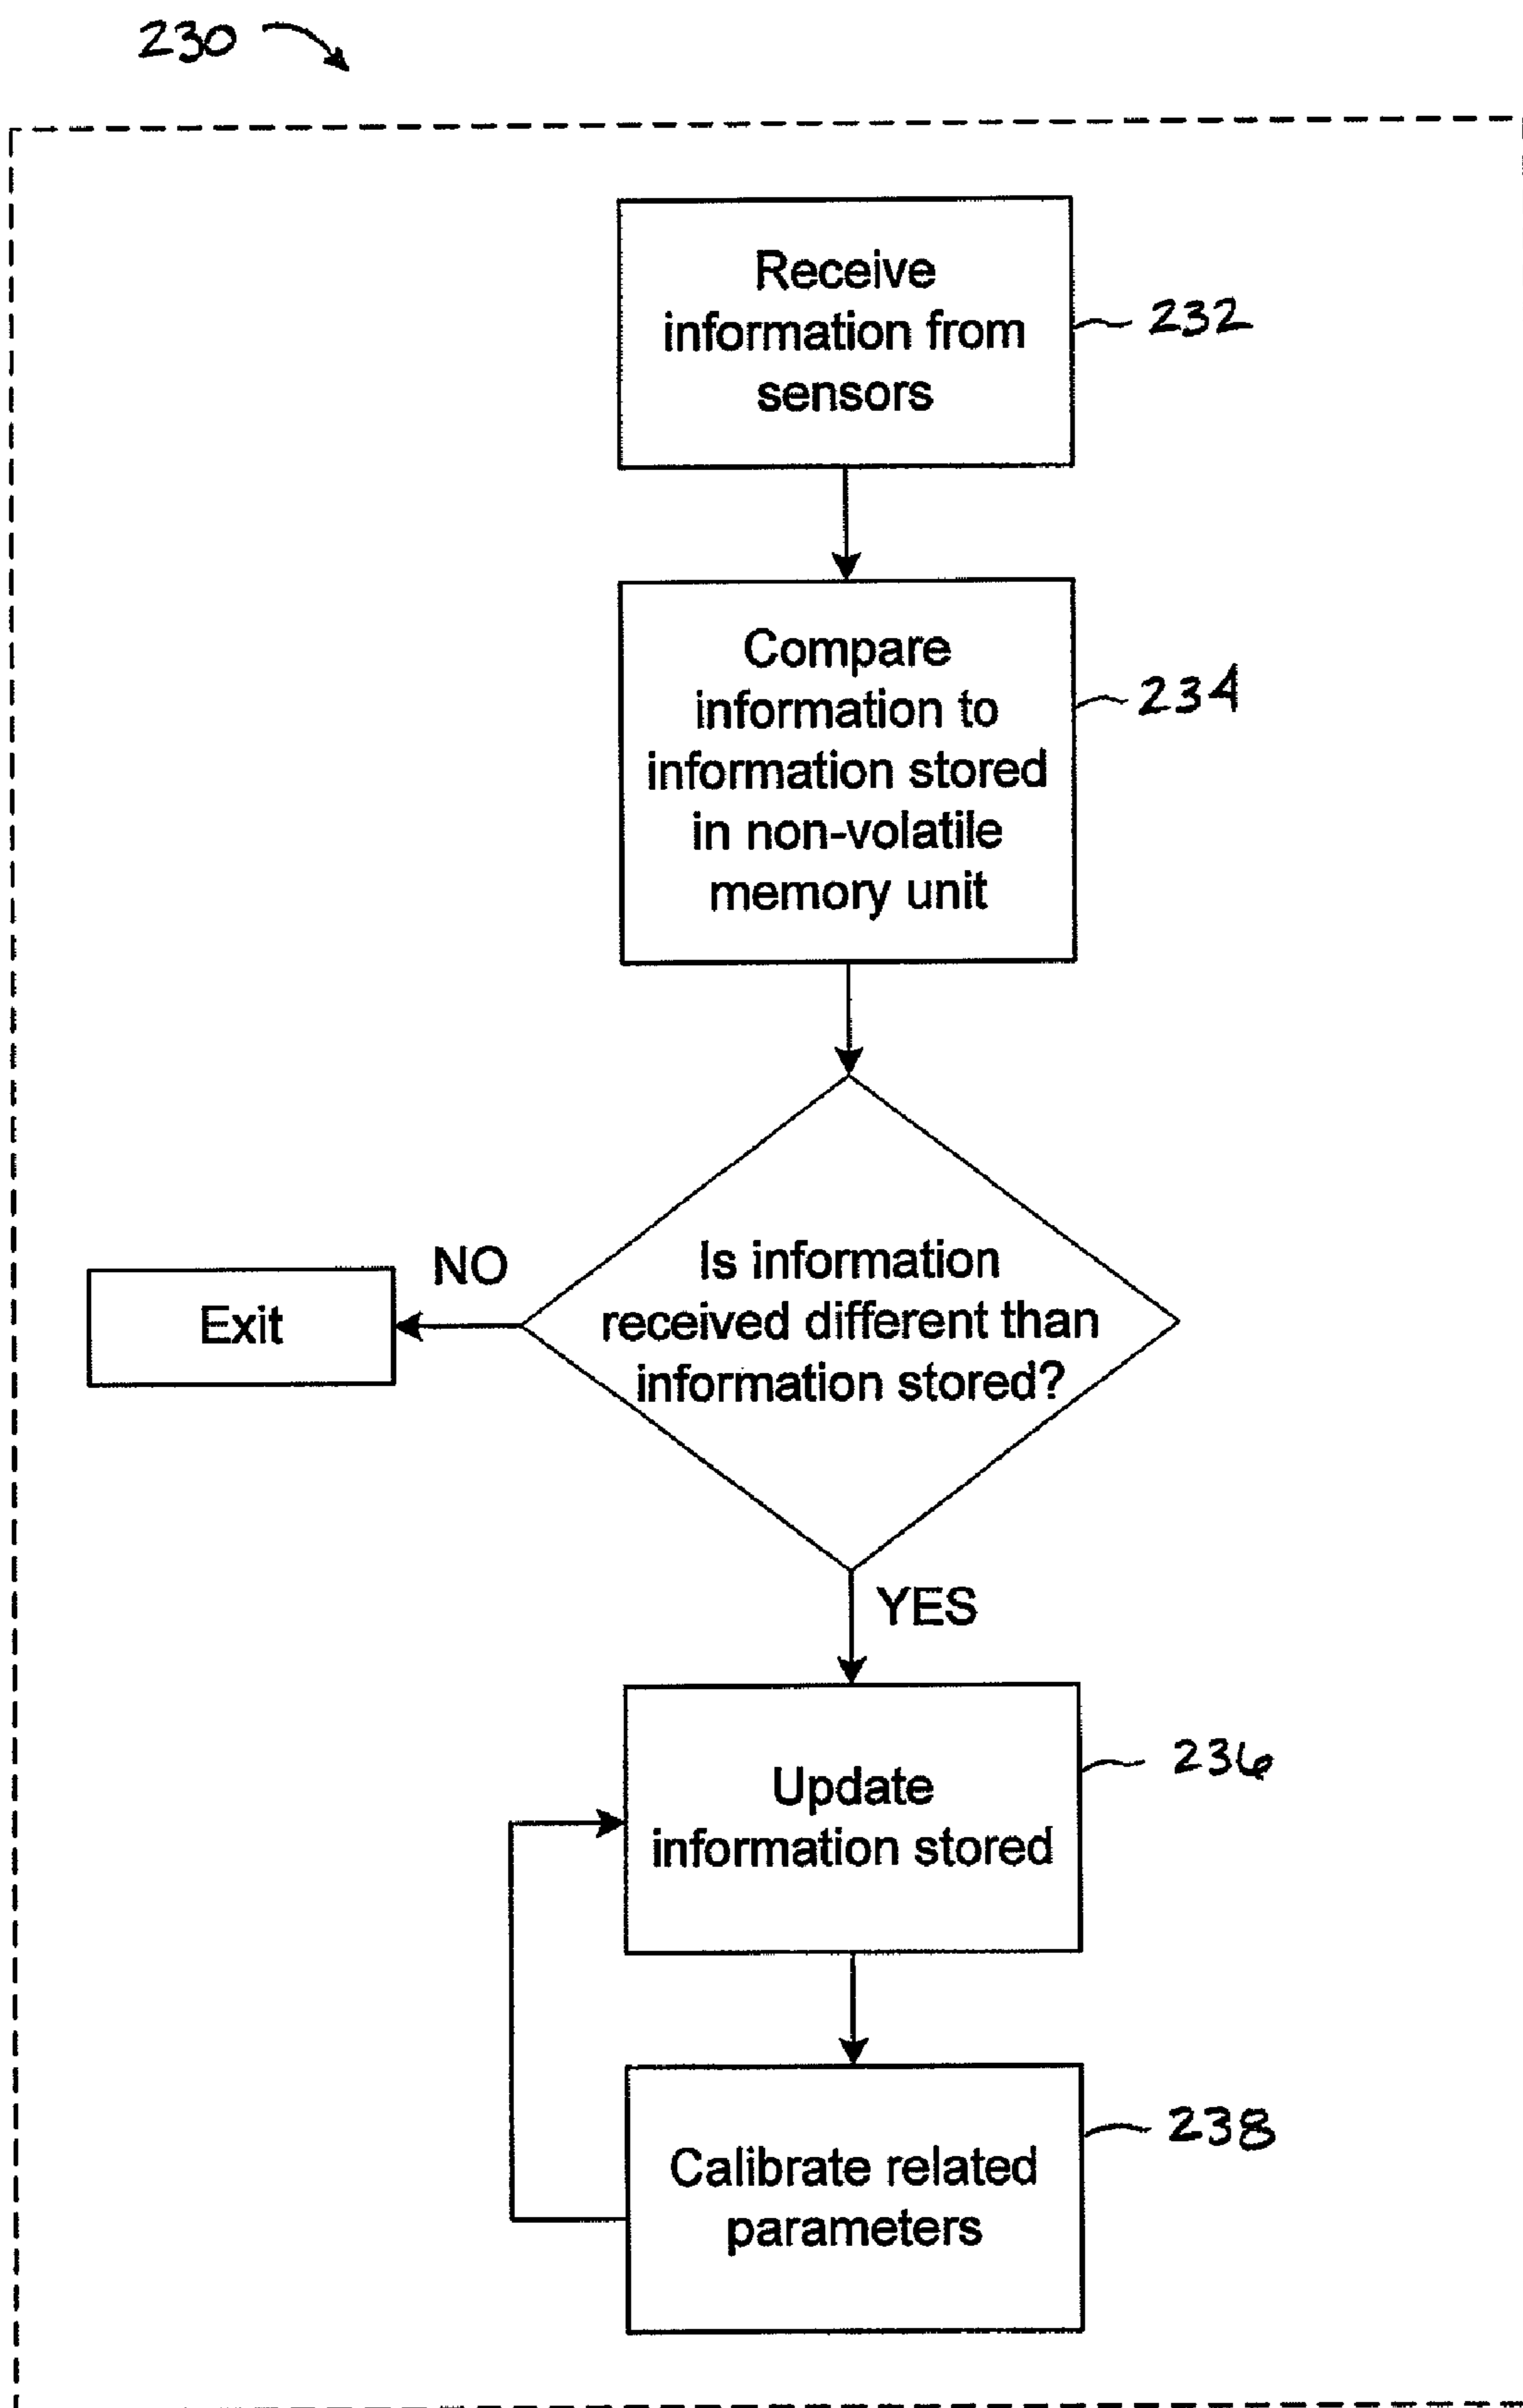 230
Receive
information from
sensors
232
Compare
information to
information stored
in non-volatile
memory unit
234
Is information
received different than
information stored?
NO
Exit
YES
Update
information stored
236
Calibrate related
parameters
238